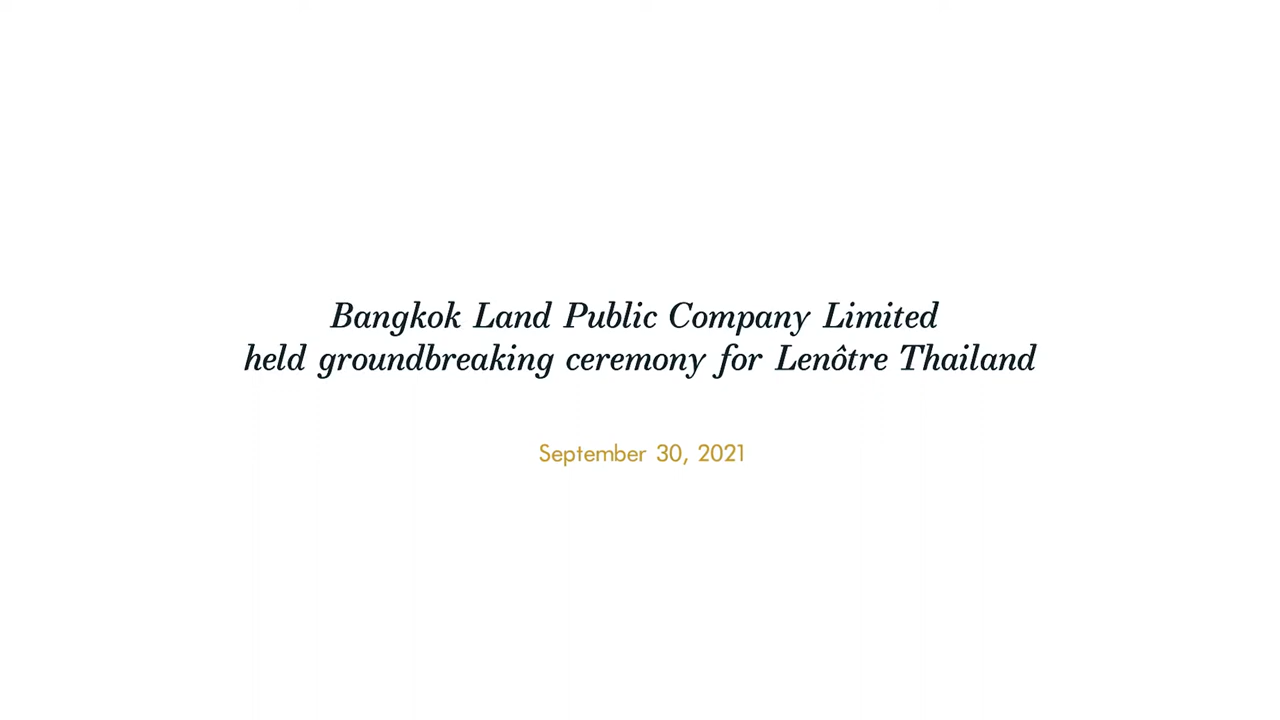 Bangkok Land Public Company Limited
held groundbreaking ceremony for Lenôtre Thailand
September 30, 2021